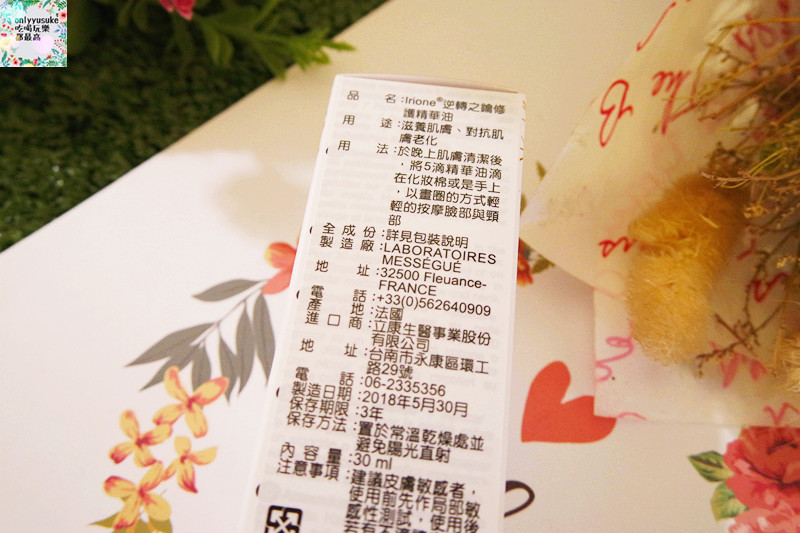 onlyyusuke
吃喝玩樂
都最高
The B
品名:Irione®逆轉之鑰修
護精華油
用途:滋養肌膚、對抗肌
膚老化
用法:於晚上肌膚清潔後
,將5滴精華油滴
在化妝棉或是手上
,以畫圈的方式輕
輕的按摩臉部與頸
部
全成份:詳見包裝說明
製造廠:LABORATOIRES
MESSÉGUÉ
地址:32500 Fleuance-
FRANCE
電話:+33(0)562640909
產地:法國
進口商:立康生醫事業股份
有限公司
地址:台南市永康區環工
路29號
電話:06-2335356
製造日期:2018年5月30月
保存期限:3年
保存方法:置於常溫乾燥處並
避免陽光直射
內容量:30 ml
注意事項:建議皮膚敏感者,
使用前先作局部敏
感性測試,使用後
若有不適